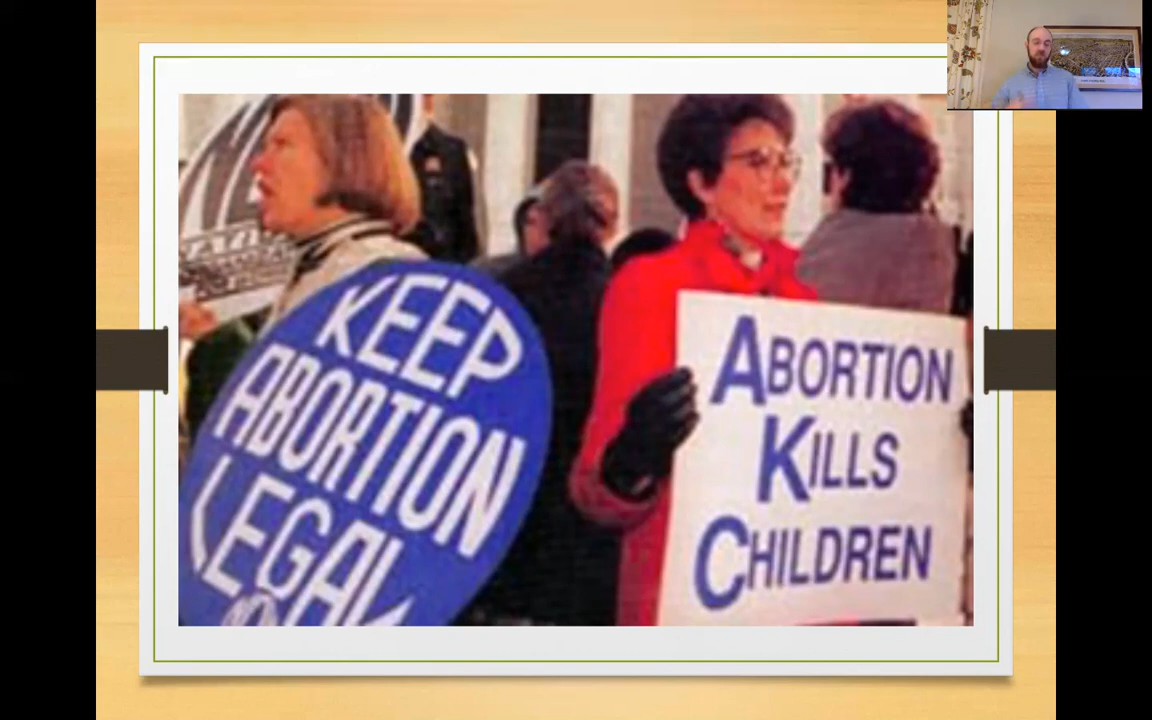 KEEP
ABORTION
LEGAL
ABORTION
KILLS
CHILDREN